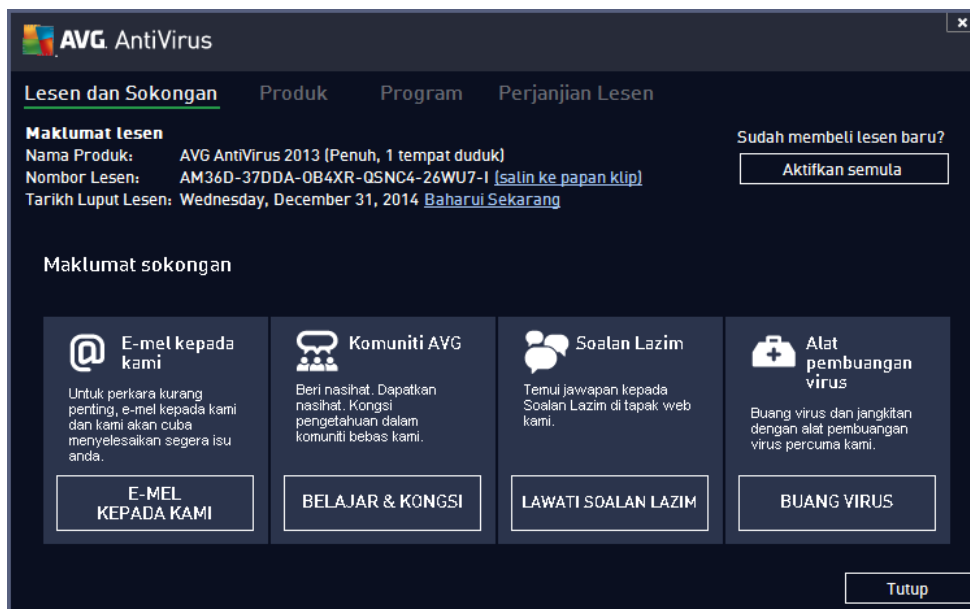 AVG. AntiVirus
Lesen dan Sokongan Produk Program Perjanjian Lesen
Maklumat lesen
Nama Produk: AVG AntiVirus 2013 (Penuh, 1 tempat duduk)
Nombor Lesen: AM36D-37DDA-OB4XR-QSNC4-26WU7-I (salin ke papan klip)
Tarikh Luput Lesen: Wednesday, December 31, 2014 Baharui Sekarang
Sudah membeli lesen baru?
Aktifkan semula
Maklumat sokongan
E-mel kepada
kami
Untuk perkara kurang
penting, e-mel kepada kami
dan kami akan cuba
menyelesaikan segera isu
anda.
E-MEL
KEPADA KAMI
Komuniti AVG
Beri nasihat. Dapatkan
nasihat. Kongsi
pengetahuan dalam
komuniti bebas kami.
BELAJAR & KONGSI
Soalan Lazim
Temui jawapan kepada
Soalan Lazim di tapak web
kami.
LAWATI SOALAN LAZIM
Alat
pembuangan
virus
Buang virus dan jangkitan
dengan alat pembuangan
virus percuma kami.
BUANG VIRUS
Tutup